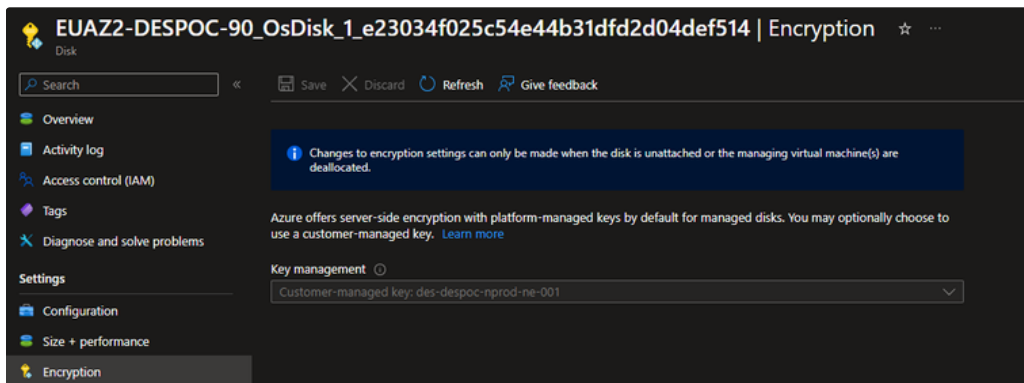 EUAZ2-DESPOC-90_OsDisk_1_e23034f025c54e44b31dfd2d04def514 | Encryption
Disk
Search
Save Discard Refresh Give feedback
Overview
Activity log
Access control (IAM)
Tags
Diagnose and solve problems
Settings
Configuration
Size + performance
Encryption
Changes to encryption settings can only be made when the disk is unattached or the managing virtual machine(s) are
deallocated.
Azure offers server-side encryption with platform-managed keys by default for managed disks. You may optionally choose to
use a customer-managed key. Learn more
Key management
Customer-managed key: des-despoc-nprod-ne-001